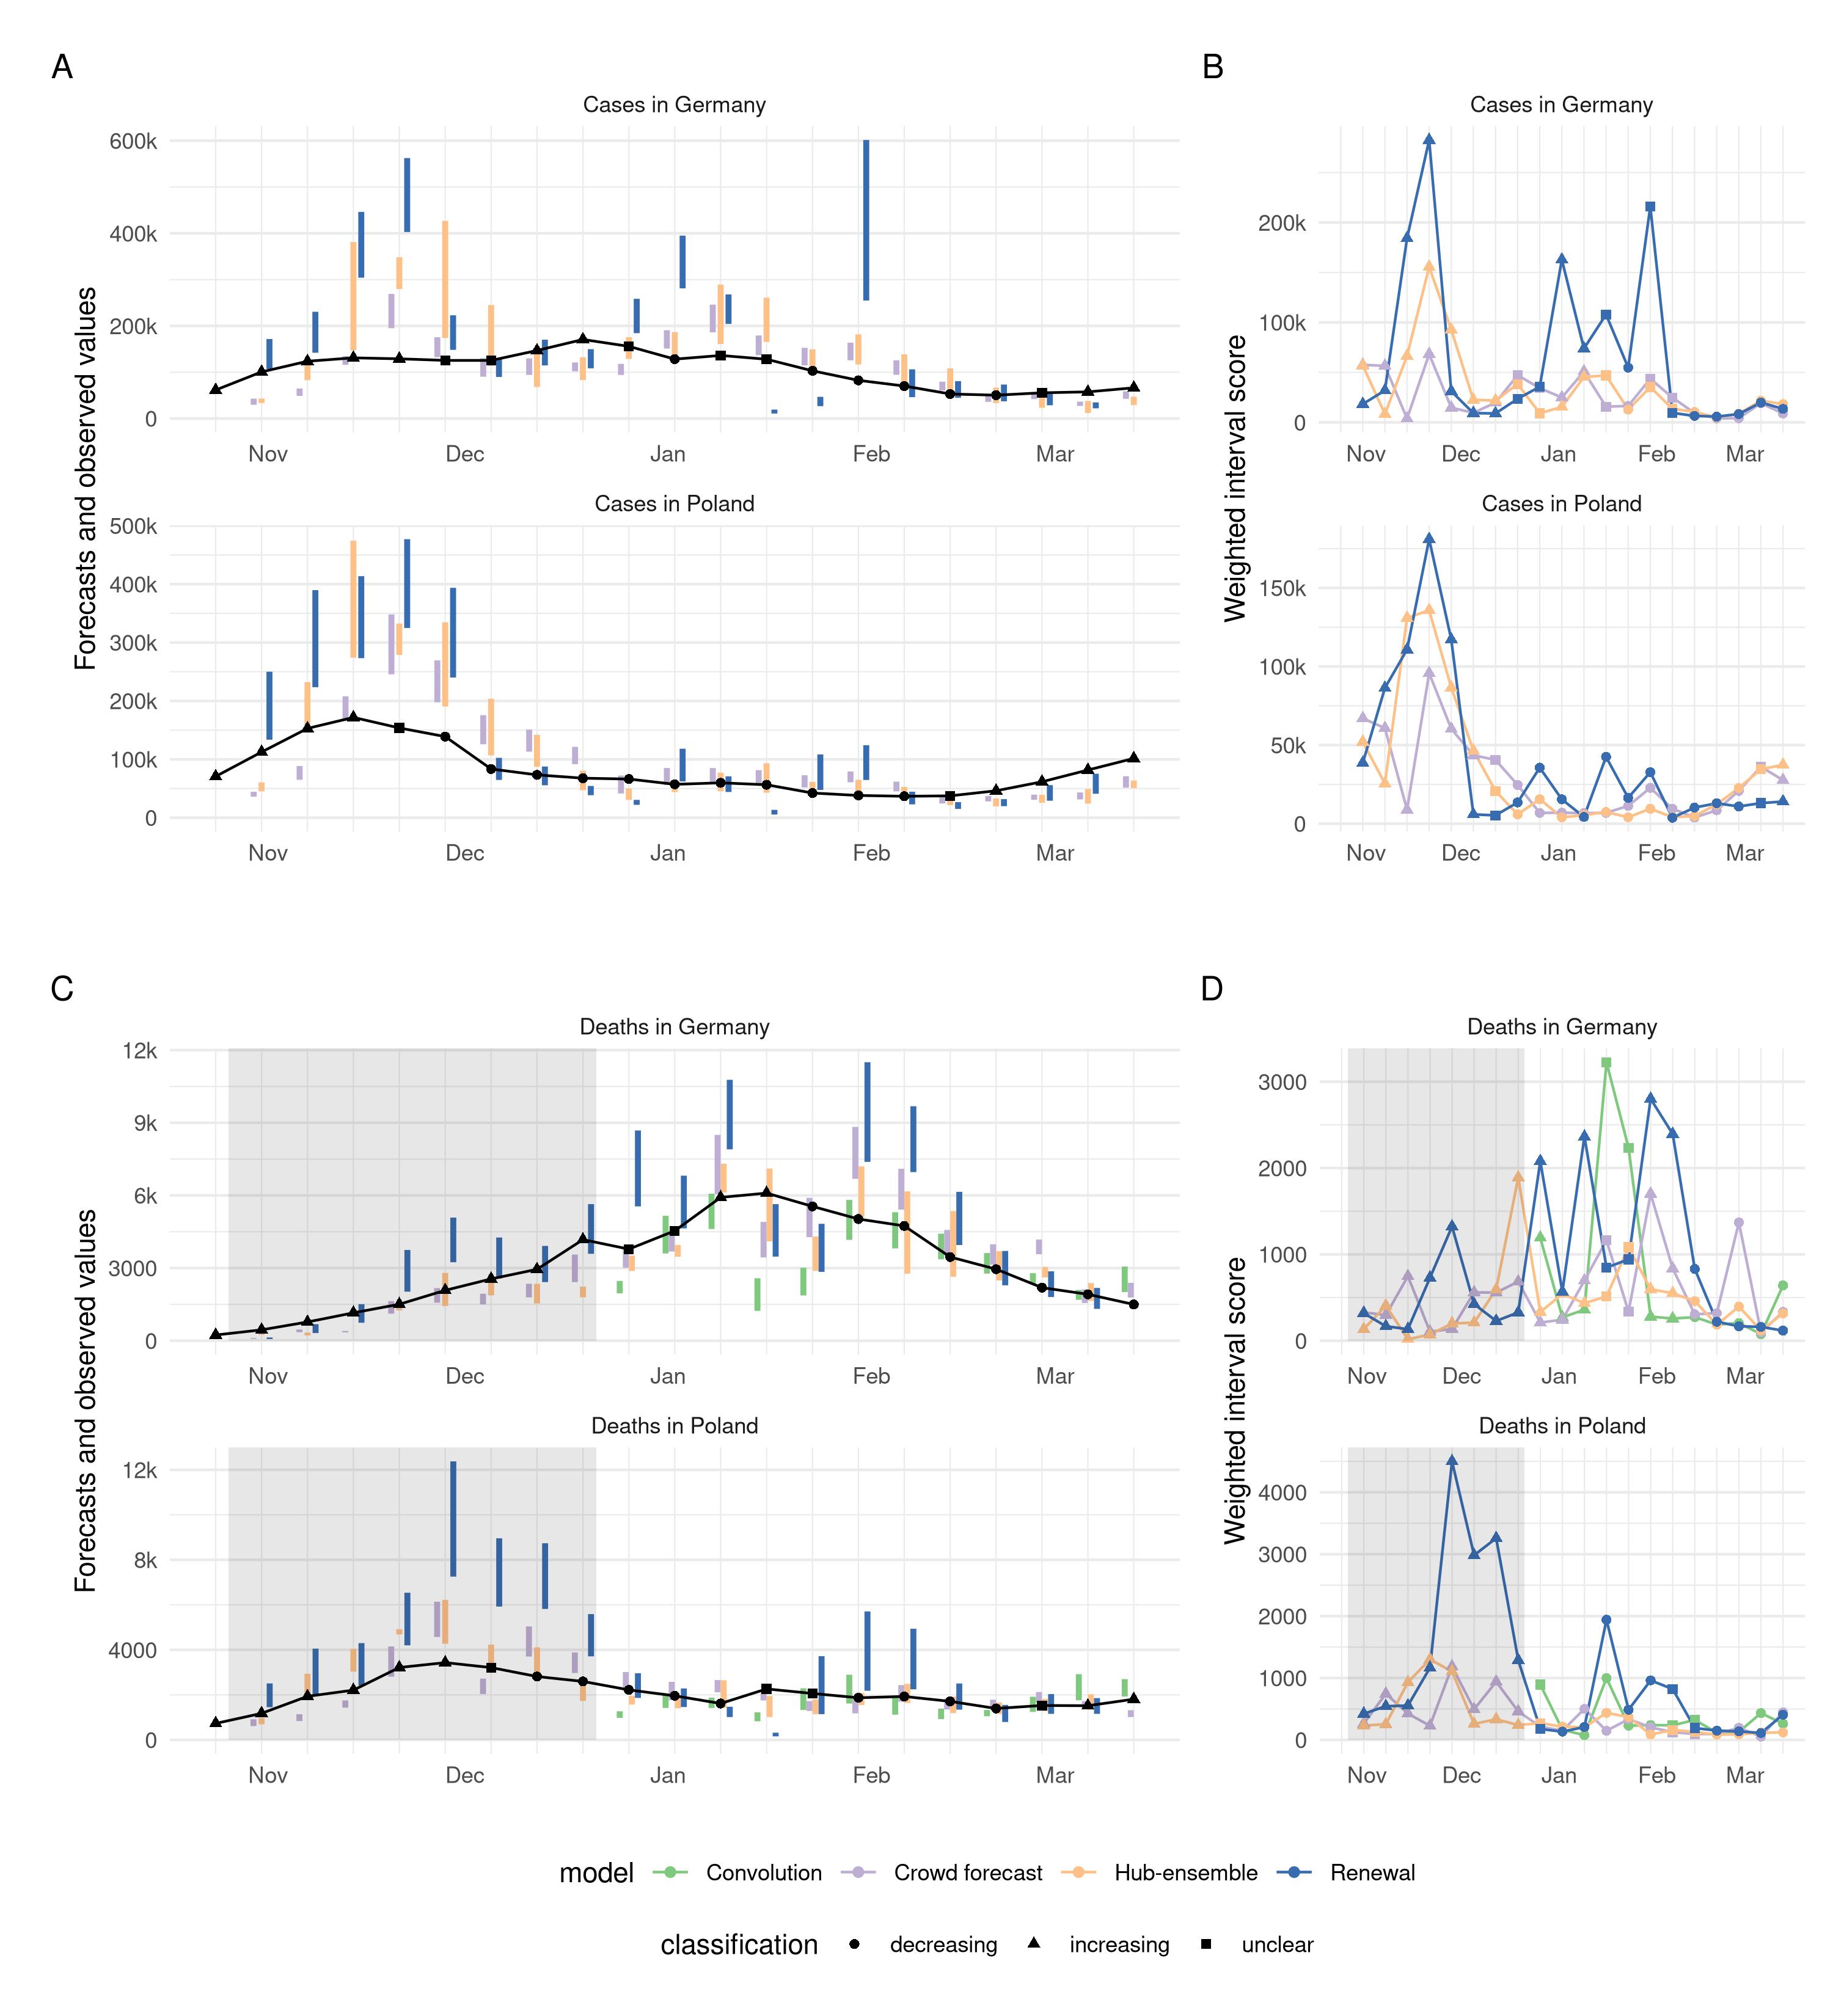 A
B
Cases in Germany
Cases in Germany
Forecasts and observed values
600k
400k
200k
0
Nov Dec Jan Feb Mar
Weighted interval score
200k
100k
0
Nov Dec Jan Feb Mar
Cases in Poland
Cases in Poland
500k
400k
300k
200k
100k
0
Nov Dec Jan Feb Mar
150k
100k
50k
0
Nov Dec Jan Feb Mar
C
D
Deaths in Germany
Deaths in Germany
Forecasts and observed values
12k
9k
6k
3000
0
Nov Dec Jan Feb Mar
Weighted interval score
3000
2000
1000
0
Nov Dec Jan Feb Mar
Deaths in Poland
Deaths in Poland
12k
8k
4000
0
Nov Dec Jan Feb Mar
4000
3000
2000
1000
0
Nov Dec Jan Feb Mar
model Convolution Crowd forecast Hub-ensemble Renewal
classification decreasing increasing unclear